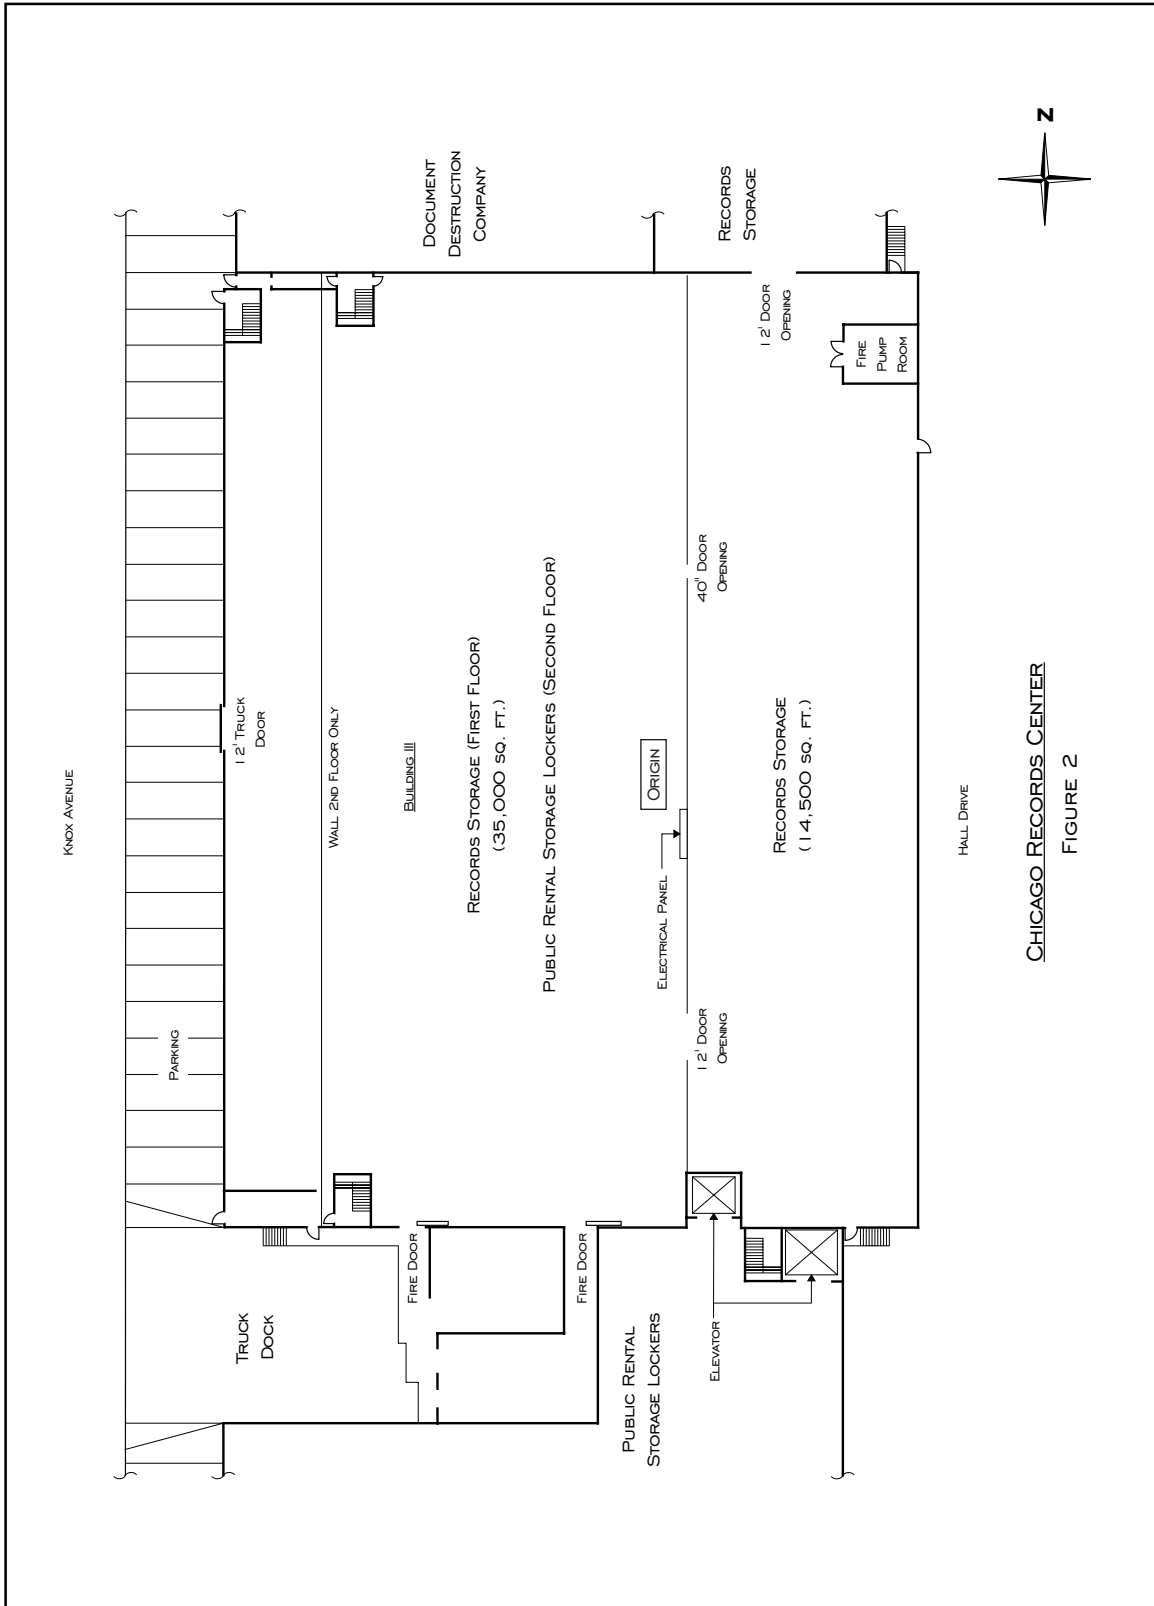 KNOX AVENUE
PARKING
12' TRUCK
DOOR
WALL 2ND FLOOR ONLY
BUILDING III
RECORDS STORAGE (FIRST FLOOR)
(35,000 SQ. FT.)
PUBLIC RENTAL STORAGE LOCKERS (SECOND FLOOR)
DOCUMENT
DESTRUCTION
COMPANY
RECORDS
STORAGE
12' DOOR
OPENING
FIRE
PUMP
ROOM
ORIGIN
ELECTRICAL PANEL
40" DOOR
OPENING
12' DOOR
OPENING
RECORDS STORAGE
(14,500 SQ. FT.)
TRUCK
DOCK
FIRE DOOR
FIRE DOOR
PUBLIC RENTAL
STORAGE LOCKERS
ELEVATOR
HALL DRIVE
N
CHICAGO RECORDS CENTER
FIGURE 2